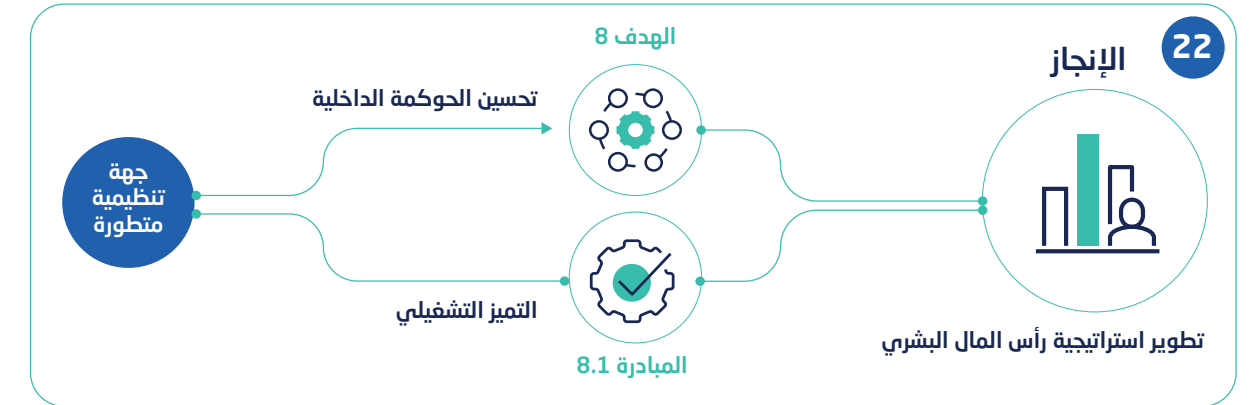 22
الإنجاز
تطوير استراتيجية رأس المال البشري
الهدف 8
تحسين الحوكمة الداخلية
التميز التشغيلي
المبادرة 8.1
جهة
تنظيمية
متطورة